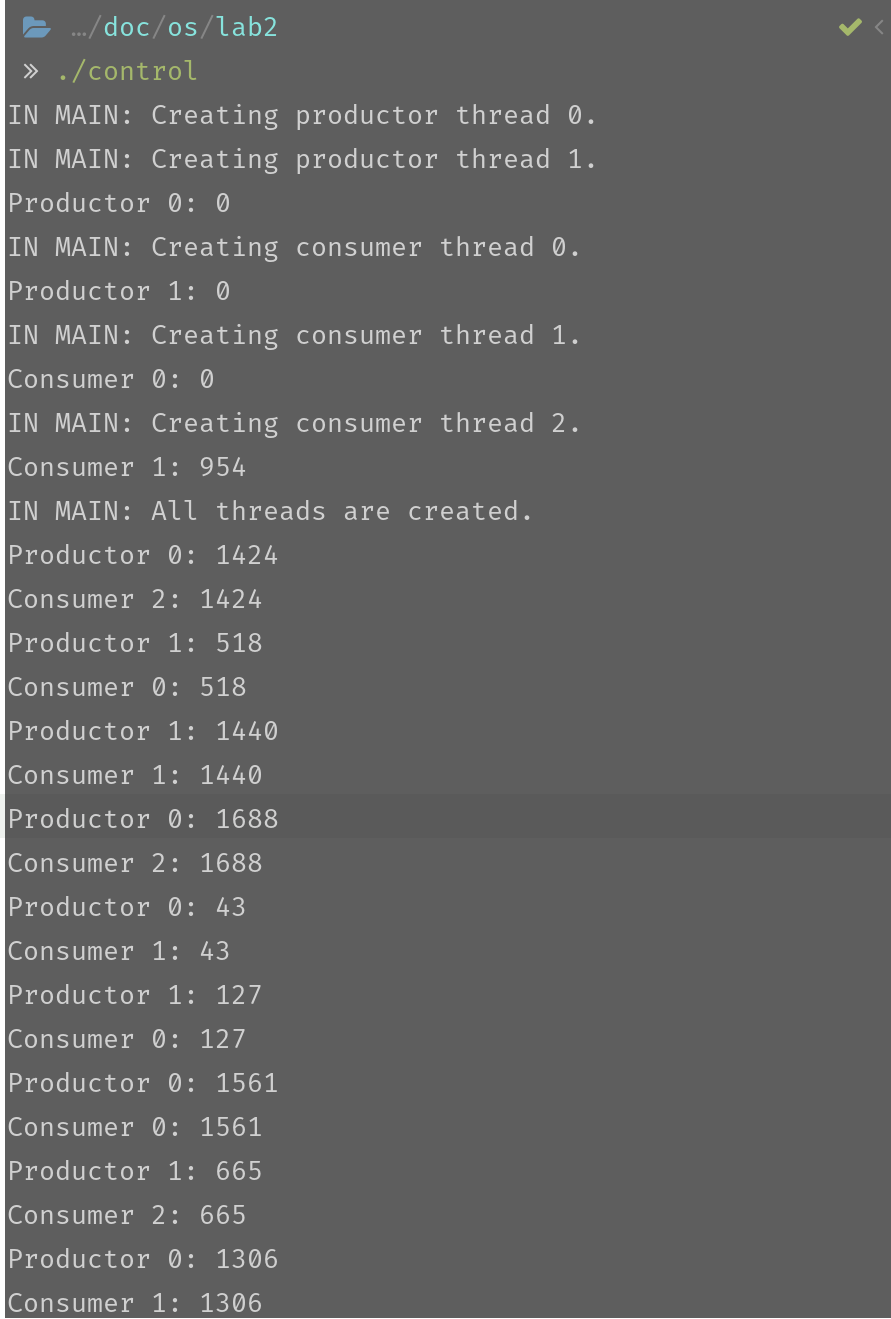 …/doc/os/lab2
» ./control
IN MAIN: Creating productor thread 0.
IN MAIN: Creating productor thread 1.
Productor 0: 0
IN MAIN: Creating consumer thread 0.
Productor 1: 0
IN MAIN: Creating consumer thread 1.
Consumer 0: 0
IN MAIN: Creating consumer thread 2.
Consumer 1: 954
IN MAIN: All threads are created.
Productor 0: 1424
Consumer 2: 1424
Productor 1: 518
Consumer 0: 518
Productor 1: 1440
Consumer 1: 1440
Productor 0: 1688
Consumer 2: 1688
Productor 0: 43
Consumer 1: 43
Productor 1: 127
Consumer 0: 127
Productor 0: 1561
Consumer 0: 1561
Productor 1: 665
Consumer 2: 665
Productor 0: 1306
Consumer 1: 1306